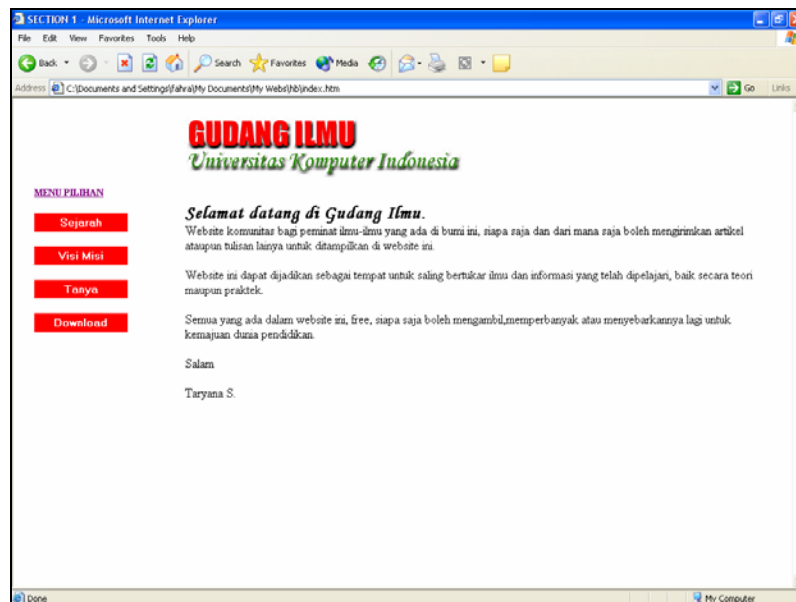 SECTION 1 - Microsoft Internet Explorer
File Edit View Favorites Tools Help
Back Search Favorites Media
Address C:\Documents and Settings\fahra\My Documents\My Webs\hb\index.htm Go Links
GUDANG ILMU
Universitas Komputer Indonesia
MENU PILIHAN
Sejarah
Visi Misi
Tanya
Download
Selamat datang di Gudang Ilmu.
Website komunitas bagi peminat ilmu-ilmu yang ada di bumi ini, siapa saja dan dari mana saja boleh mengirimkan artikel
ataupun tulisan lainya untuk ditampilkan di website ini.
Website ini dapat dijadikan sebagai tempat untuk saling bertukar ilmu dan informasi yang telah dipelajari, baik secara teori
maupun praktek.
Semua yang ada dalam website ini, free, siapa saja boleh mengambil,memperbanyak atau menyebarkannya lagi untuk
kemajuan dunia pendidikan.
Salam
Taryana S.
Done My Computer